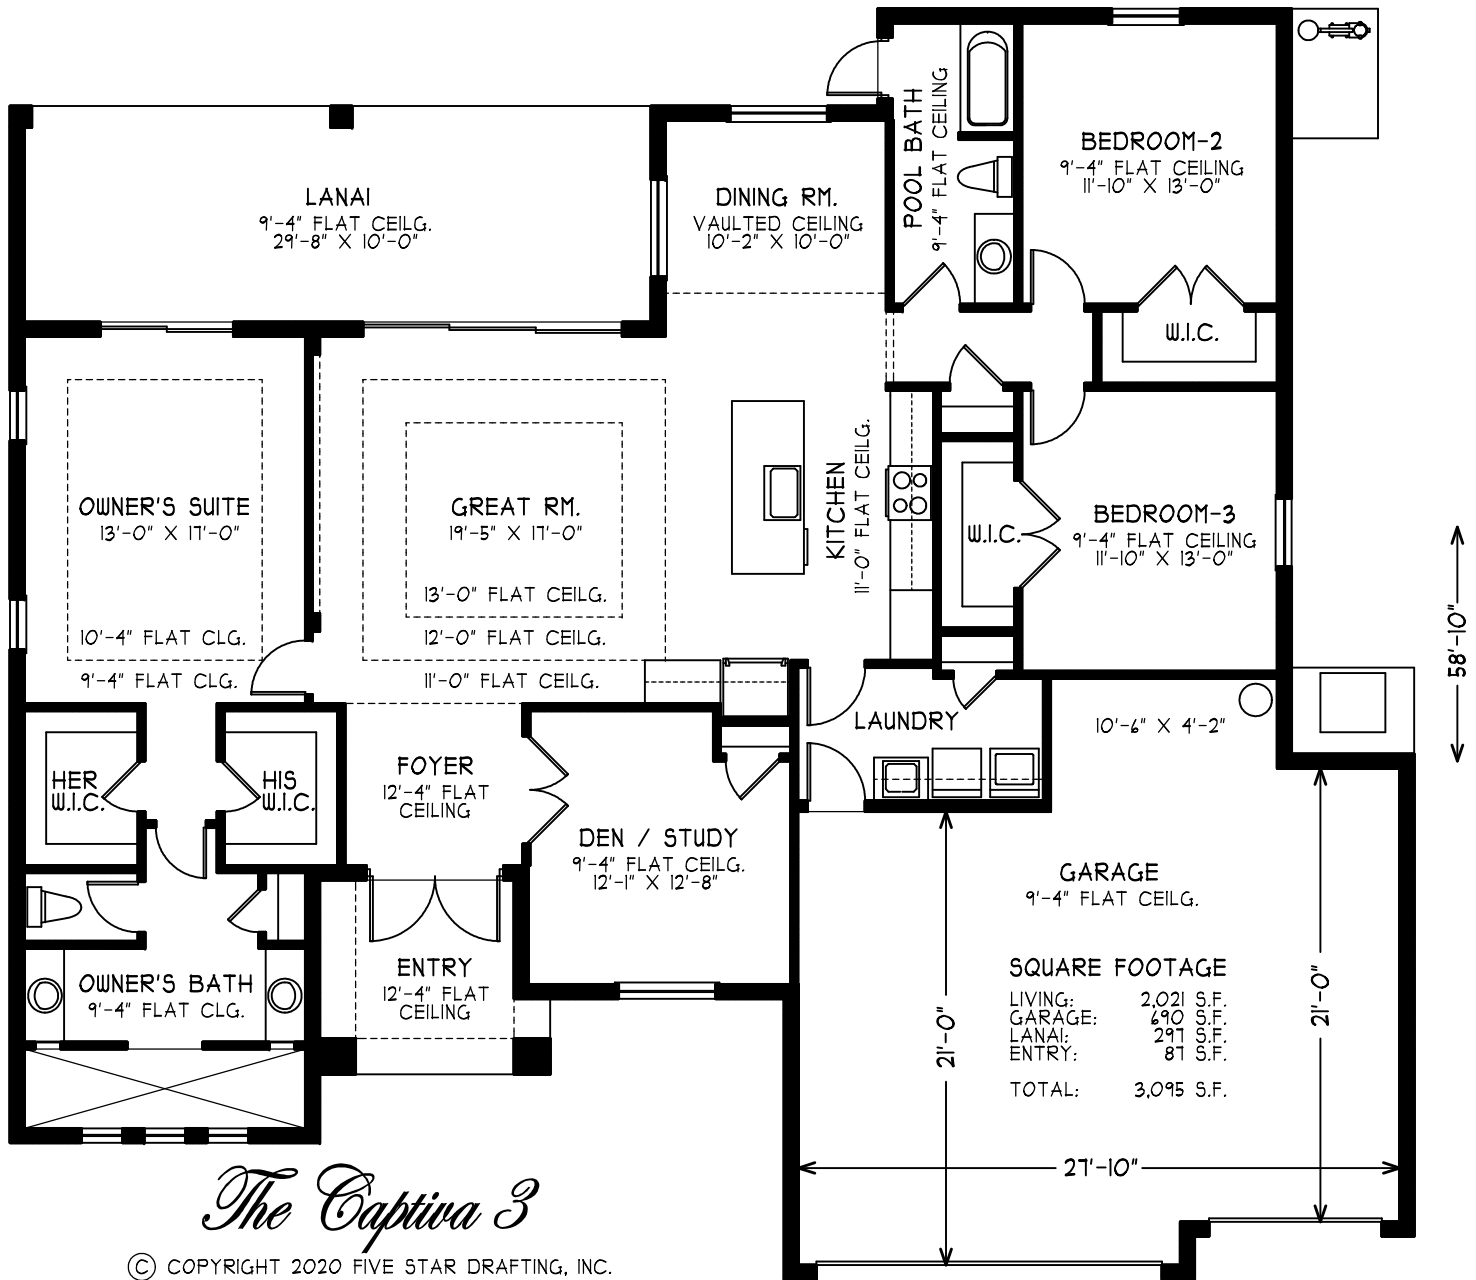 LANAI
9'-4" FLAT CEILG.
29'-8" X 10'-0"
DINING RM.
VAULTED CEILING
10'-2" X 10'-0"
POOL BATH
9'-4" FLAT CEILING
BEDROOM-2
9'-4" FLAT CEILING
11'-10" X 13'-0"
W.I.C.
OWNER'S SUITE
13'-0" X 17'-0"
10'-4" FLAT CLG.
9'-4" FLAT CLG.
GREAT RM.
19'-5" X 17'-0"
13'-0" FLAT CEILG.
12'-0" FLAT CEILG.
11'-0" FLAT CEILG.
KITCHEN
11'-0" FLAT CEILG.
W.I.C.
BEDROOM-3
9'-4" FLAT CEILING
11'-10" X 13'-0"
58'-10"
LAUNDRY
10'-6" X 4'-2"
HER
W.I.C.
HIS
W.I.C.
FOYER
12'-4" FLAT
CEILING
DEN / STUDY
9'-4" FLAT CEILG.
12'-1" X 12'-8"
GARAGE
9'-4" FLAT CEILG.
OWNER'S BATH
9'-4" FLAT CLG.
ENTRY
12'-4" FLAT
CEILING
SQUARE FOOTAGE
LIVING: 2,021 S.F.
GARAGE: 690 S.F.
LANAI: 297 S.F.
ENTRY: 87 S.F.
TOTAL: 3,095 S.F.
21'-0"
21'-0"
27'-10"
The Captiva 3
© COPYRIGHT 2020 FIVE STAR DRAFTING, INC.